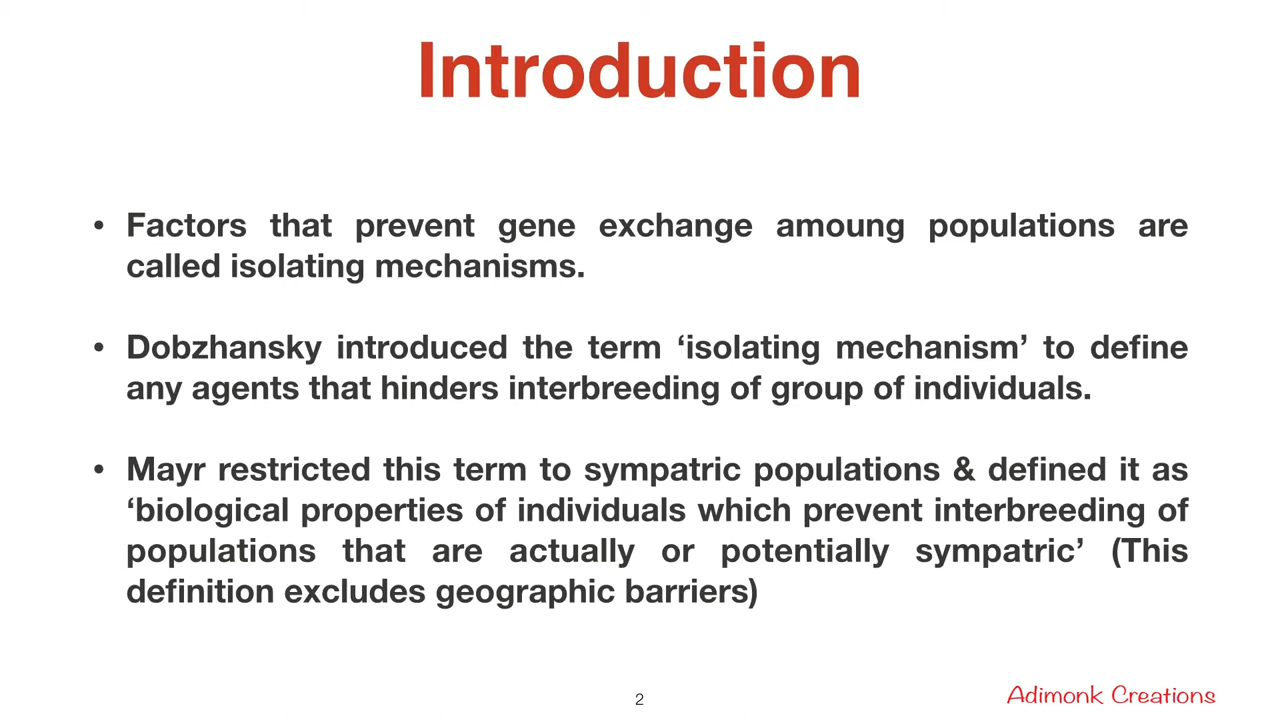 Introduction
• Factors that prevent gene exchange amoung populations are
called isolating mechanisms.
• Dobzhansky introduced the term ‘isolating mechanism’ to define
any agents that hinders interbreeding of group of individuals.
• Mayr restricted this term to sympatric populations & defined it as
‘biological properties of individuals which prevent interbreeding of
populations that are actually or potentially sympatric’ (This
definition excludes geographic barriers)
2
Adimonk Creations